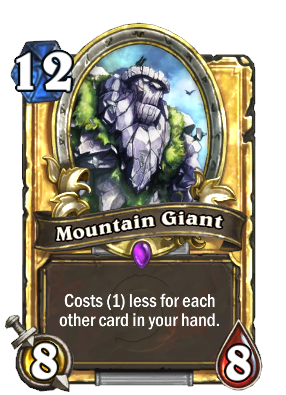 12
Mountain Giant
Costs (1) less for each
other card in your hand.
8 8